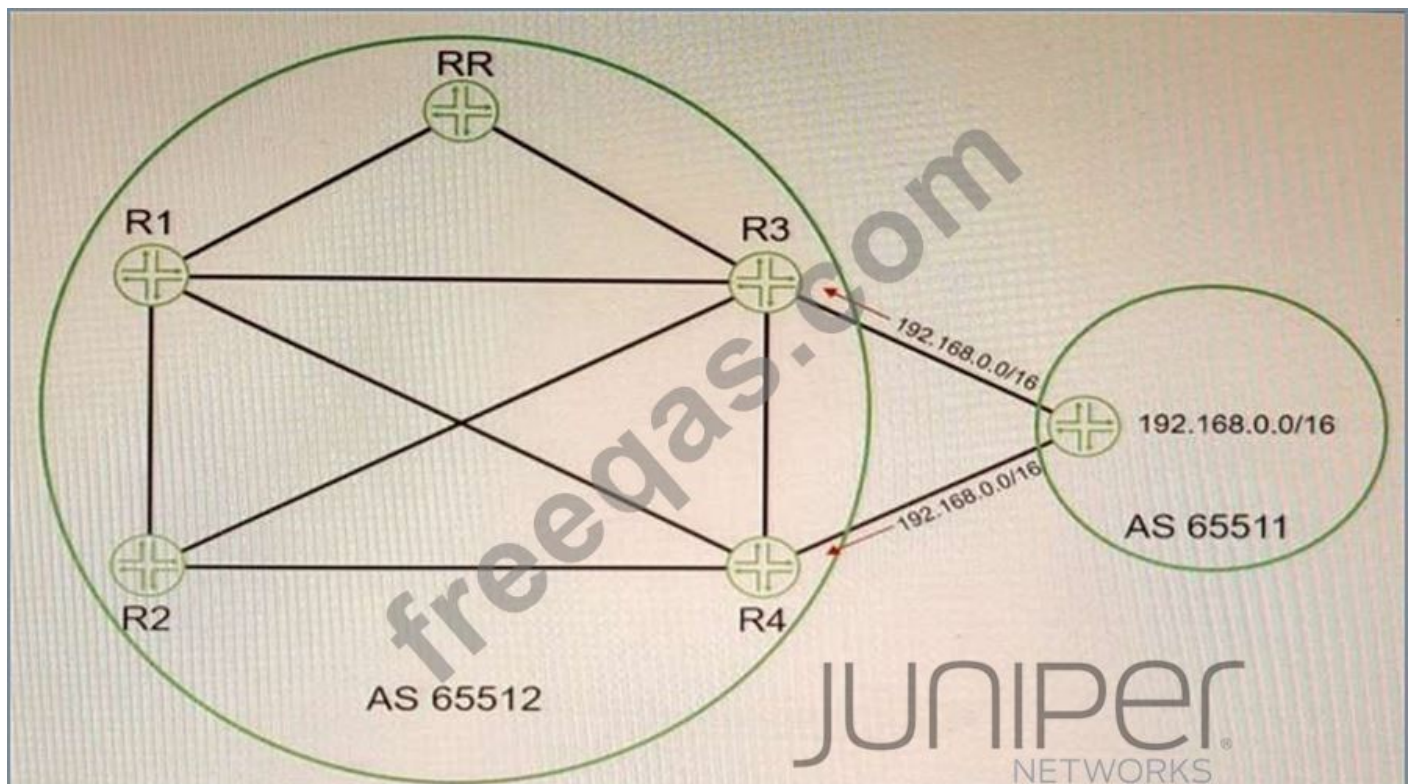 RR
R1
R3
192.168.0.0/16
192.168.0.0/16
192.168.0.0/16
AS 65511
R2
R4
AS 65512
freeqas.com
JUNIPER
NETWORKS